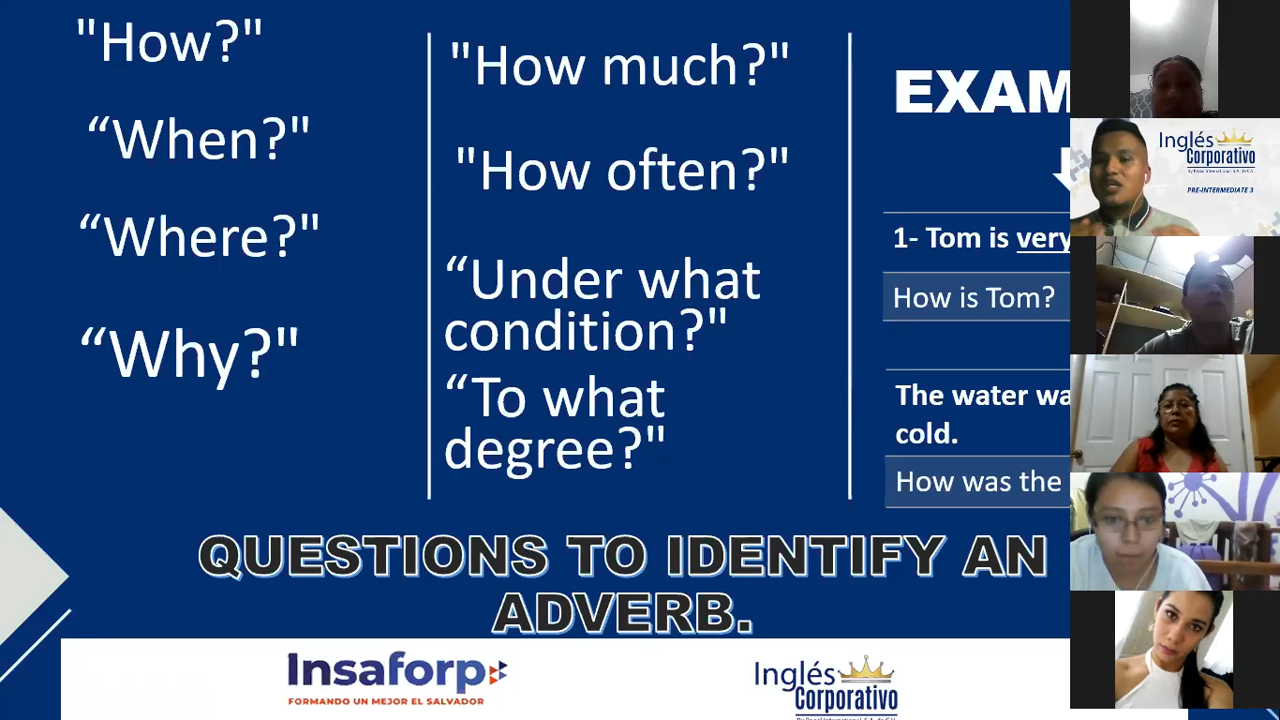 "How?"
“When?"
“Where?"
“Why?"
"How much?"
"How often?"
“Under what
condition?"
“To what
degree?"
EXAM
1- Tom is very
How is Tom?
The water wa
cold.
How was the
QUESTIONS TO IDENTIFY AN
ADVERB.
Insaforp
FORMANDO UN MEJOR EL SALVADOR
Inglés
Corporativo
Inglés
Corporativo
PRE-INTERMEDIATE 3